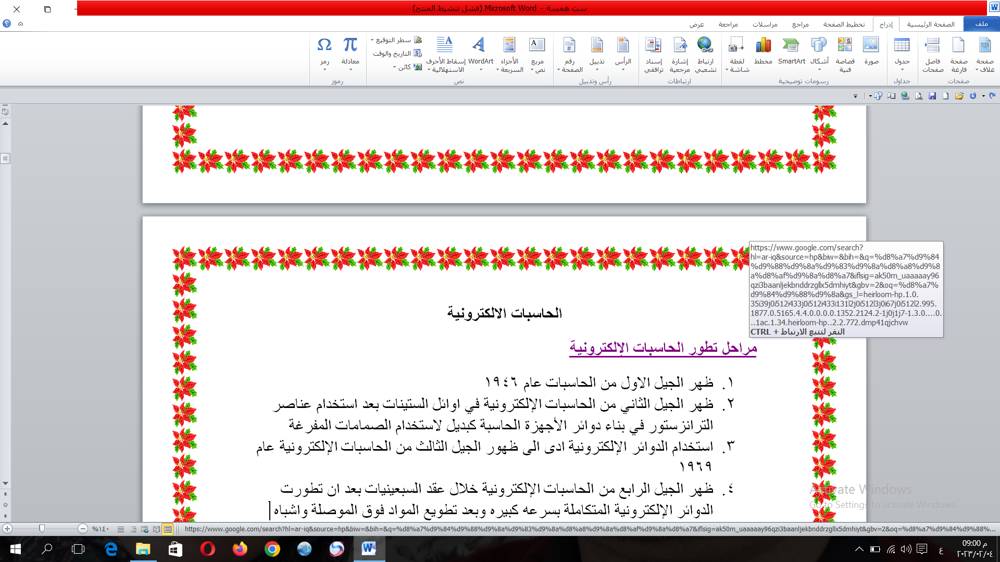 ست همسة - Microsoft Word (فشل تنشيط المنتج)
ملف
الصفحة الرئيسية
إدراج
تخطيط الصفحة
مراجع
مراسلات
مراجعة
عرض
صفحة غلاف
صفحة فارغة
فاصل صفحات
صفحات
جدول
جداول
صورة
قصاصة فنية
أشكال
SmartArt
مخطط
لقطة شاشة
رسومات توضيحية
ارتباط تشعبي
إشارة مرجعية
إسناد ترافقي
ارتباطات
الرأس
تذييل
رقم الصفحة
رأس وتذييل
مربع نص
الأجزاء السريعة
WordArt
إسقاط الأحرف الاستهلالية
سطر التوقيع
التاريخ والوقت
كائن
نص
معادلة
رمز
رموز
https://www.google.com/search?
hl=ar-iq&source=hp&biw=&bih=&q=%d8%a7%d9%84
%d9%88%d9%8a%d9%83%d9%8a%d8%a8%d9%8
a%d8%af%d9%8a%d8%a7&iflsig=ak50m_uaaaaay96
qzi3baanljekbnddrzgllx5dmhiyt&gbv=2&oq=%d8%a7%
d9%84%d9%88%d9%8a&gs_l=heirloom-hp.1.0.
35i39j0i512i433j0i512i433i131l2j0i512l3j0i67j0i512l2.995.
1877.0.5165.4.4.0.0.0.0.1352.2124.2-1j0j1j7-1.3.0....0.
..1ac.1.34.heirloom-hp..2.2.772.dmp41qjchvw
CTRL + النقر لتتبع الارتباط
الحاسبات الالكترونية
مراحل تطور الحاسبات الإلكترونية
١. ظهر الجيل الاول من الحاسبات عام ١٩٤٦
٢. ظهر الجيل الثاني من الحاسبات الإلكترونية في اوائل الستينات بعد استخدام عناصر
الترانزستور في بناء دوائر الأجهزة الحاسبة كبديل لاستخدام الصمامات المفرغة
٣. استخدام الدوائر الإلكترونية ادى الى ظهور الجيل الثالث من الحاسبات الإلكترونية عام
١٩٦٩
٤. ظهر الجيل الرابع من الحاسبات الإلكترونية خلال عقد السبعينيات بعد ان تطورت
الدوائر الإلكترونية المتكاملة بسرعه كبيره وبعد تطويع المواد فوق الموصلة واشباه
Activate Windows
Go to Settings to activate Windows.
https://www.google.com/search?hl=ar-iq&source=hp&biw=&bih=&q=%d8%a7%d9%84%d9%88%d9%8a%d9%83%d9%8a%d8%a8%d9%8a%d8%af%d9%8a%d8%a7&iflsig=ak50m_uaaaaay96qzi3baanljekbnddrzgllx5dmhiyt&gbv=2&oq=%d8%a7%d9%84%d9%88%...
%١٤٠
09:00 م
٢٠٢٣/٠٢/٠٤
ع